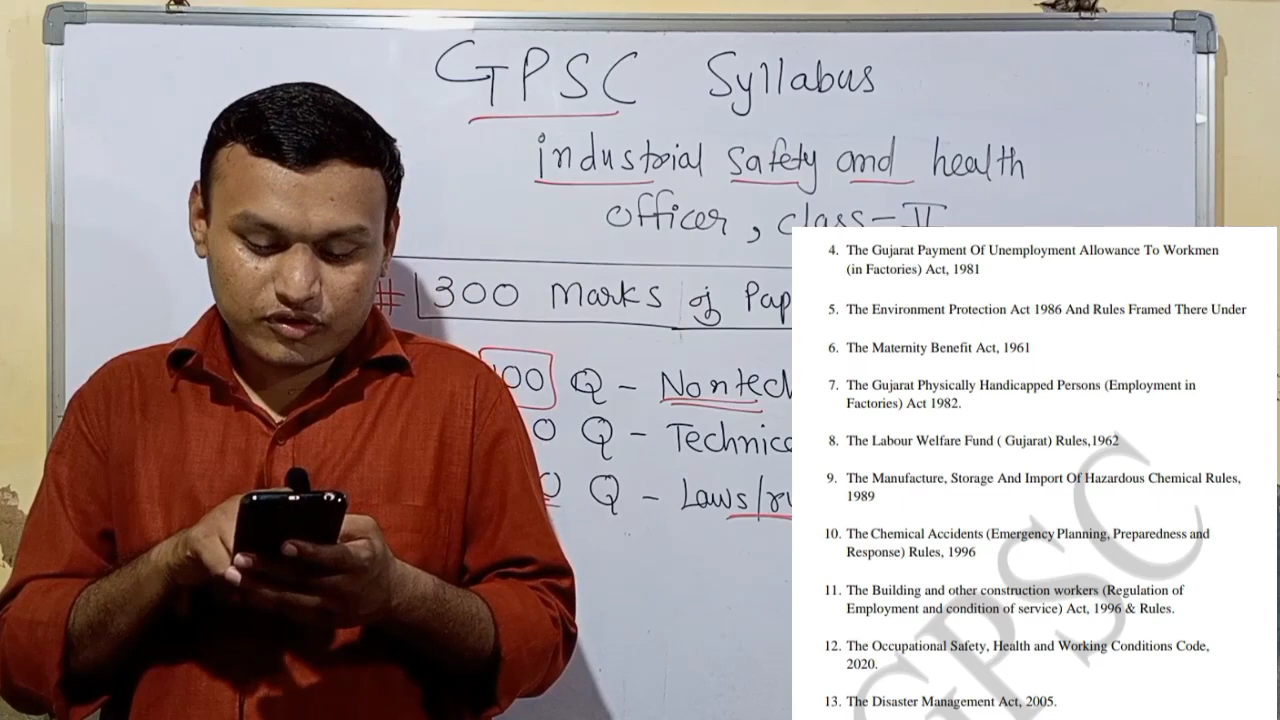 GPSC Syllabus
industrial safety and health
officer, class-II
# 300 Marks of Pap
100 Q - Nontech
0 Q - Technica
0 Q - Laws/ru
4. The Gujarat Payment Of Unemployment Allowance To Workmen
(in Factories) Act, 1981
5. The Environment Protection Act 1986 And Rules Framed There Under
6. The Maternity Benefit Act, 1961
7. The Gujarat Physically Handicapped Persons (Employment in
Factories) Act 1982.
8. The Labour Welfare Fund ( Gujarat) Rules,1962
9. The Manufacture, Storage And Import Of Hazardous Chemical Rules,
1989
10. The Chemical Accidents (Emergency Planning, Preparedness and
Response) Rules, 1996
11. The Building and other construction workers (Regulation of
Employment and condition of service) Act, 1996 & Rules.
12. The Occupational Safety, Health and Working Conditions Code,
2020.
13. The Disaster Management Act, 2005.
GPSC